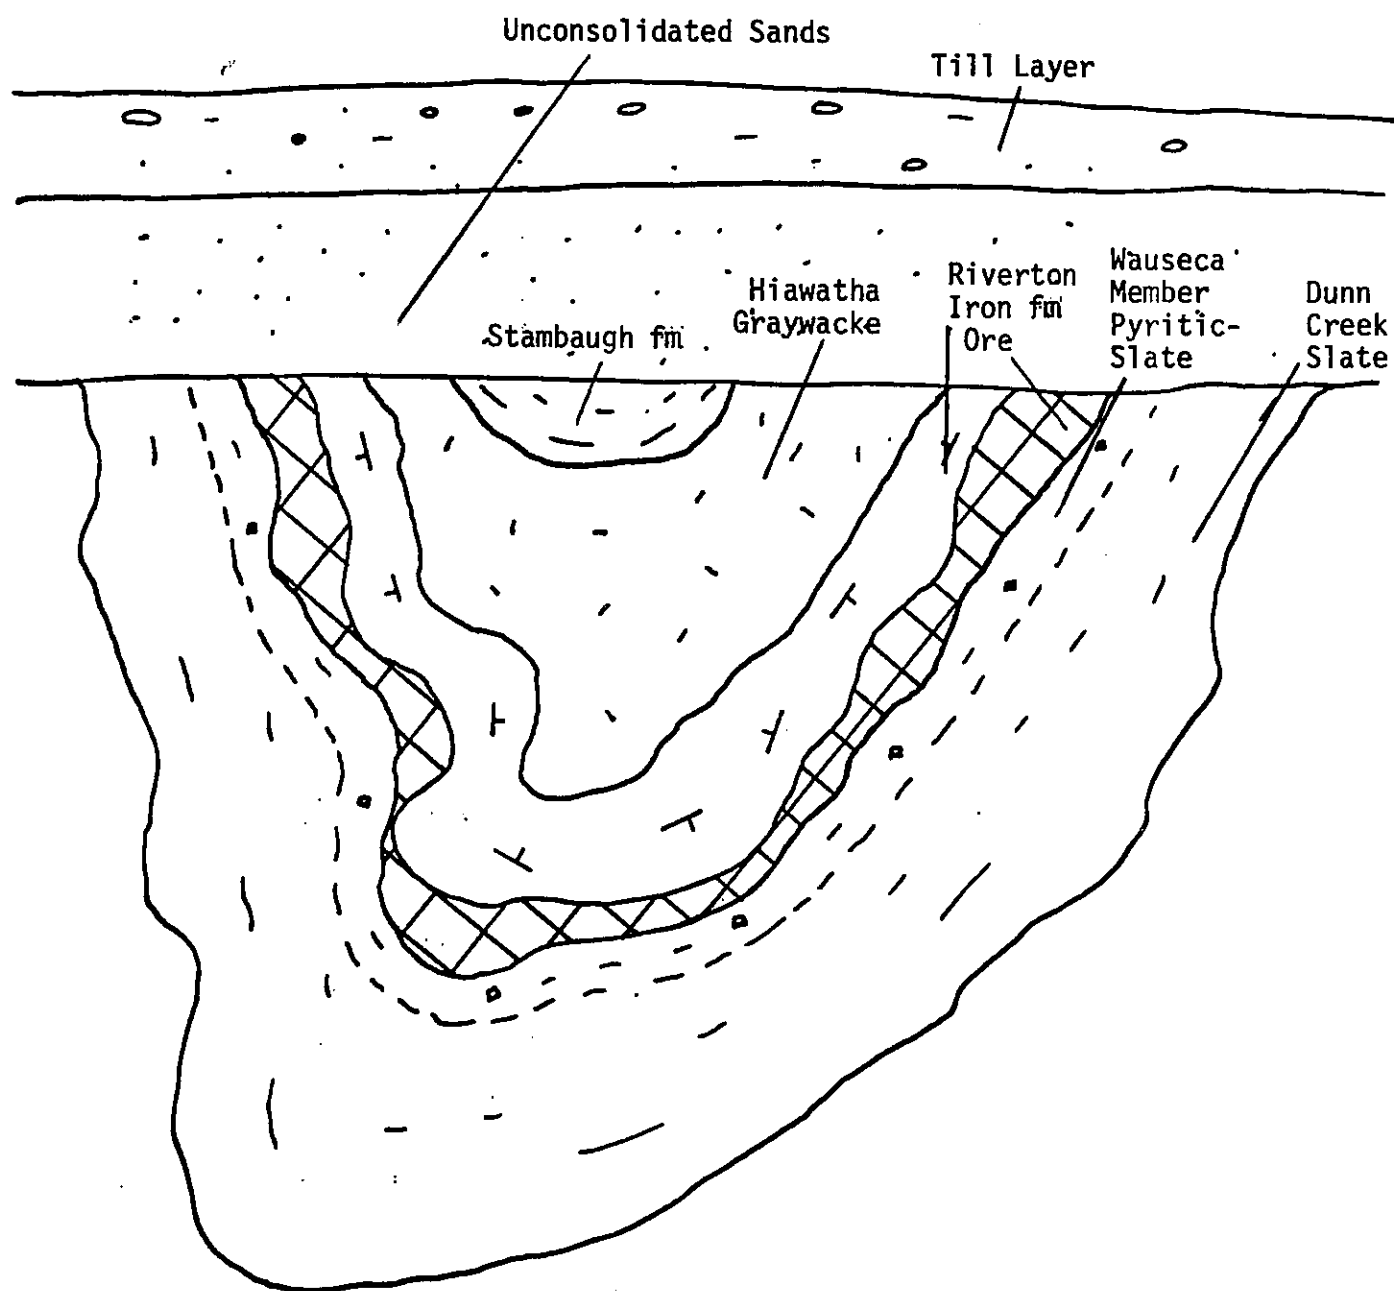 Unconsolidated Sands
Till Layer
Hiawatha
Graywacke
Stambaugh fm
Riverton
Iron fm
Ore
Wauseca
Member
Pyritic-
Slate
Dunn
Creek
Slate